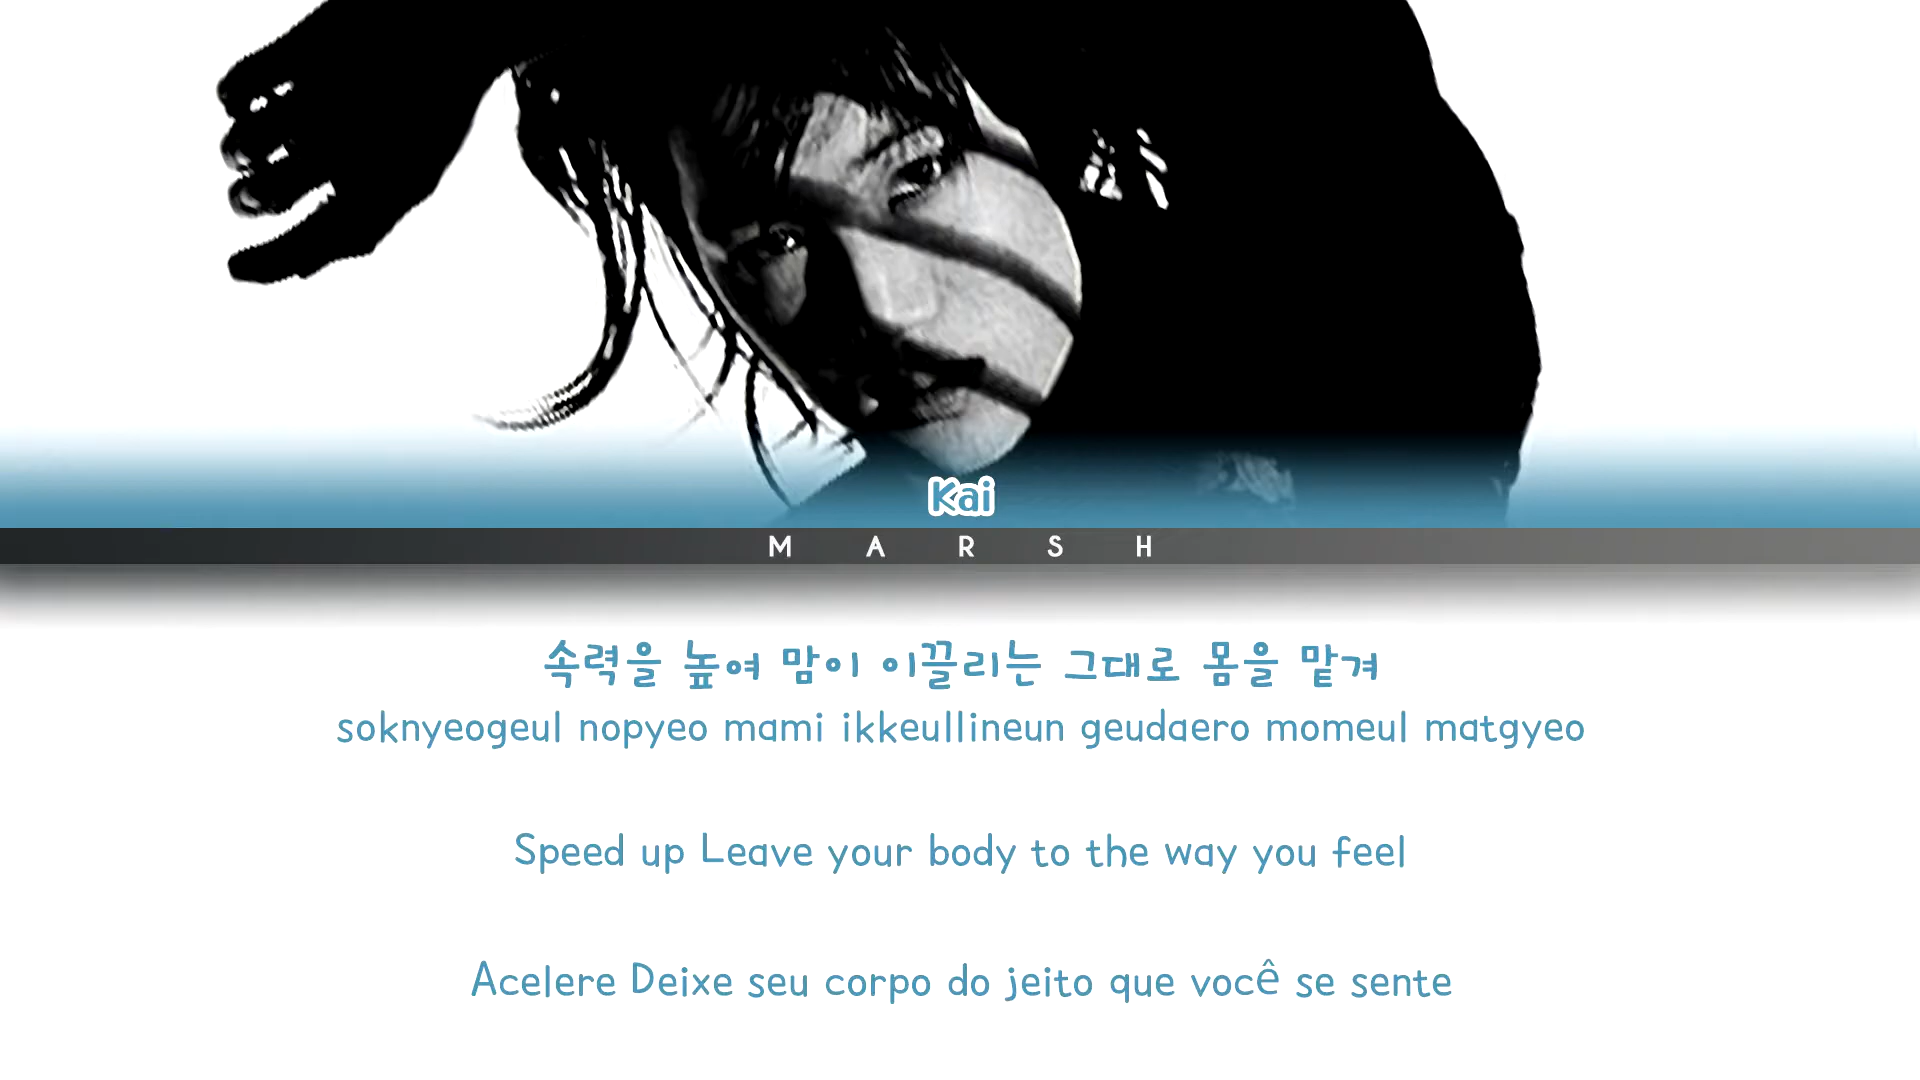 Kai
M A R S H
속력을 높여 맘이 이끌리는 그대로 몸을 맡겨
soknyeogeul nopyeo mami ikkeullineun geudaero momeul matgyeo
Speed up Leave your body to the way you feel
Acelere Deixe seu corpo do jeito que você se sente